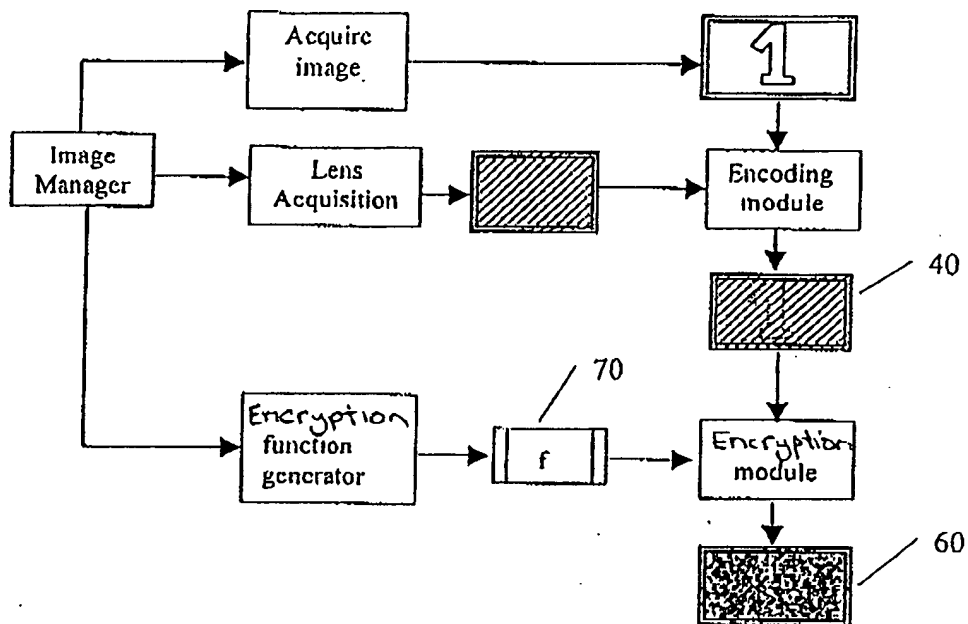 Acquire
image
1
Image
Manager
Lens
Acquisition
Encoding
module
40
70
Encryption
function
generator
f
Encryption
module
60